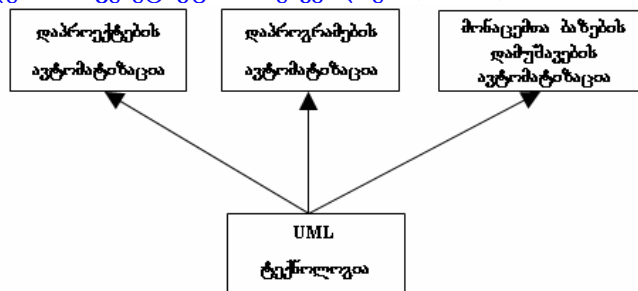 დაპროექტების
ავტომატიზაცია
დაპროგრამების
ავტომატიზაცია
მონაცემთა ბაზების
დამუშავების
ავტომატიზაცია
UML
ტექნოლოგია